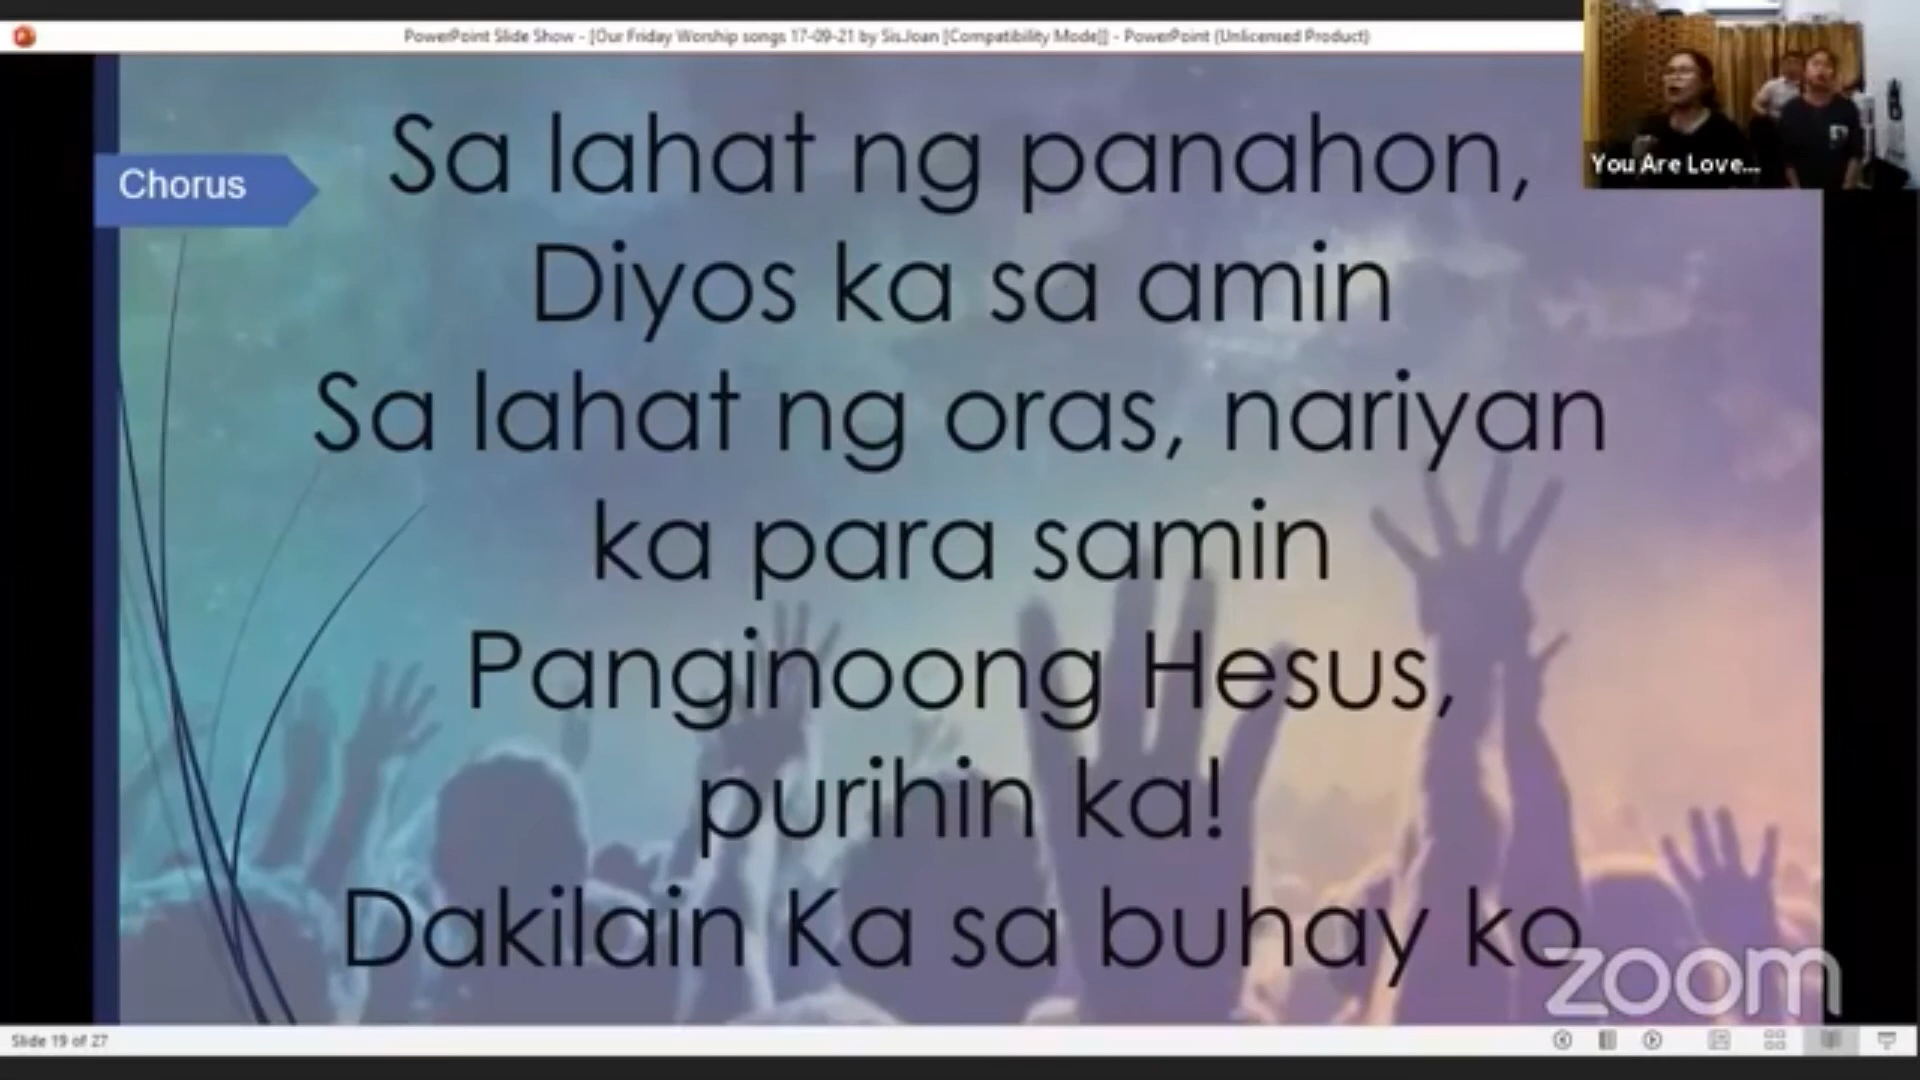 PowerPoint Slide Show - [Our Friday Worship songs 17-09-21 by Sis.Joan [Compatibility Mode]] - PowerPoint (Unlicensed Product)
You Are Love...
Chorus
Sa lahat ng panahon,
Diyos ka sa amin
Sa lahat ng oras, nariyan
ka para samin
Panginoong Hesus,
purihin ka!
Dakilain Ka sa buhay ko
zoom
Slide 19 of 27